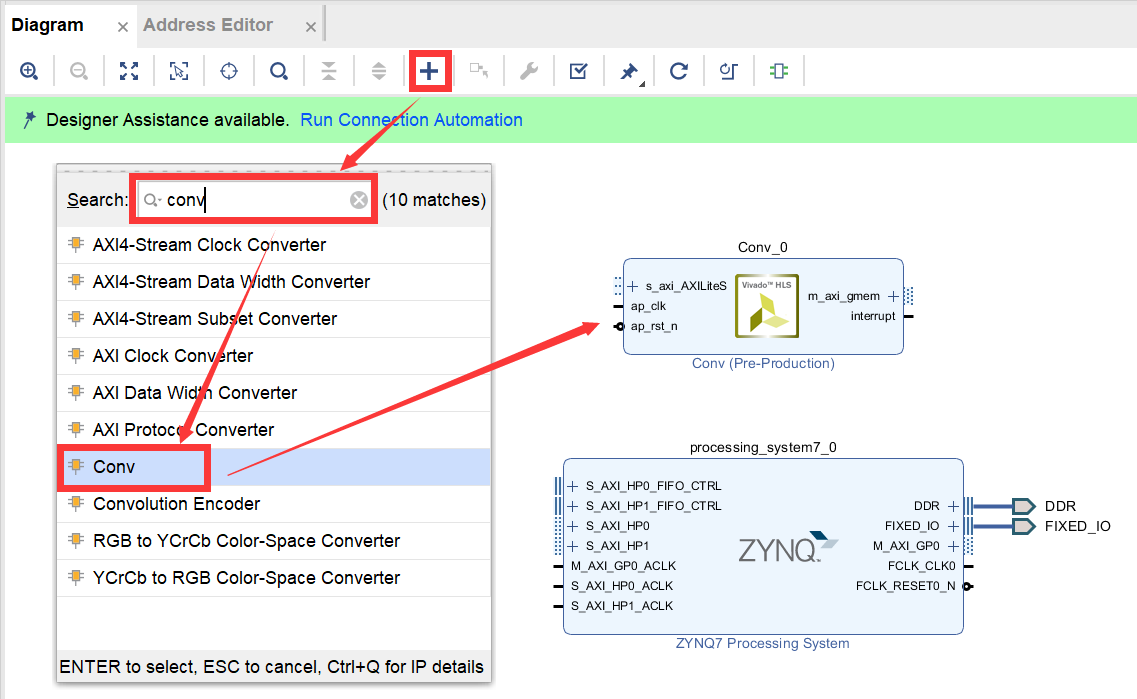 Diagram
Address Editor
Designer Assistance available. Run Connection Automation
Search: conv (10 matches)
AXI4-Stream Clock Converter
AXI4-Stream Data Width Converter
AXI4-Stream Subset Converter
AXI Clock Converter
AXI Data Width Converter
AXI Protocol Converter
Conv
Convolution Encoder
RGB to YCrCb Color-Space Converter
YCrCb to RGB Color-Space Converter
ENTER to select, ESC to cancel, Ctrl+Q for IP details
Conv_0
s_axi_AXILiteS
ap_clk
ap_rst_n
Vivado™ HLS
m_axi_gmem
interrupt
Conv (Pre-Production)
processing_system7_0
S_AXI_HP0_FIFO_CTRL
S_AXI_HP1_FIFO_CTRL
S_AXI_HP0
S_AXI_HP1
M_AXI_GP0_ACLK
S_AXI_HP0_ACLK
S_AXI_HP1_ACLK
ZYNQ
DDR
FIXED_IO
M_AXI_GP0
FCLK_CLK0
FCLK_RESET0_N
DDR
FIXED_IO
ZYNQ7 Processing System